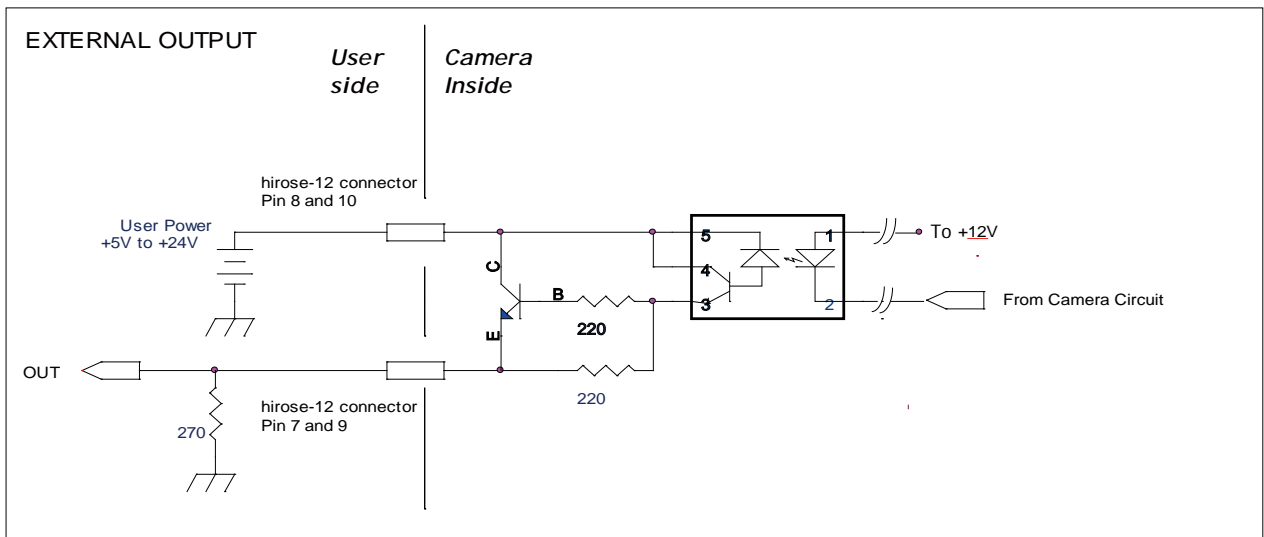 EXTERNAL OUTPUT
User
side
Camera
Inside
hirose-12 connector
Pin 8 and 10
User Power
+5V to +24V
C
B
E
220
220
5
4
3
1
2
To +12V
From Camera Circuit
OUT
270
hirose-12 connector
Pin 7 and 9